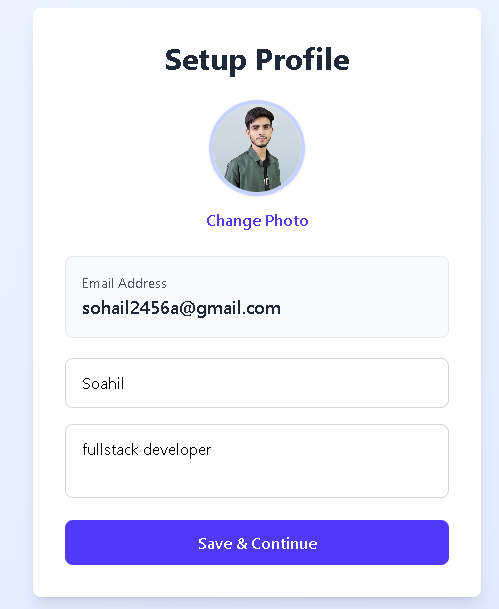 Setup Profile
Change Photo
Email Address
sohail2456a@gmail.com
Soahil
fullstack developer
Save & Continue